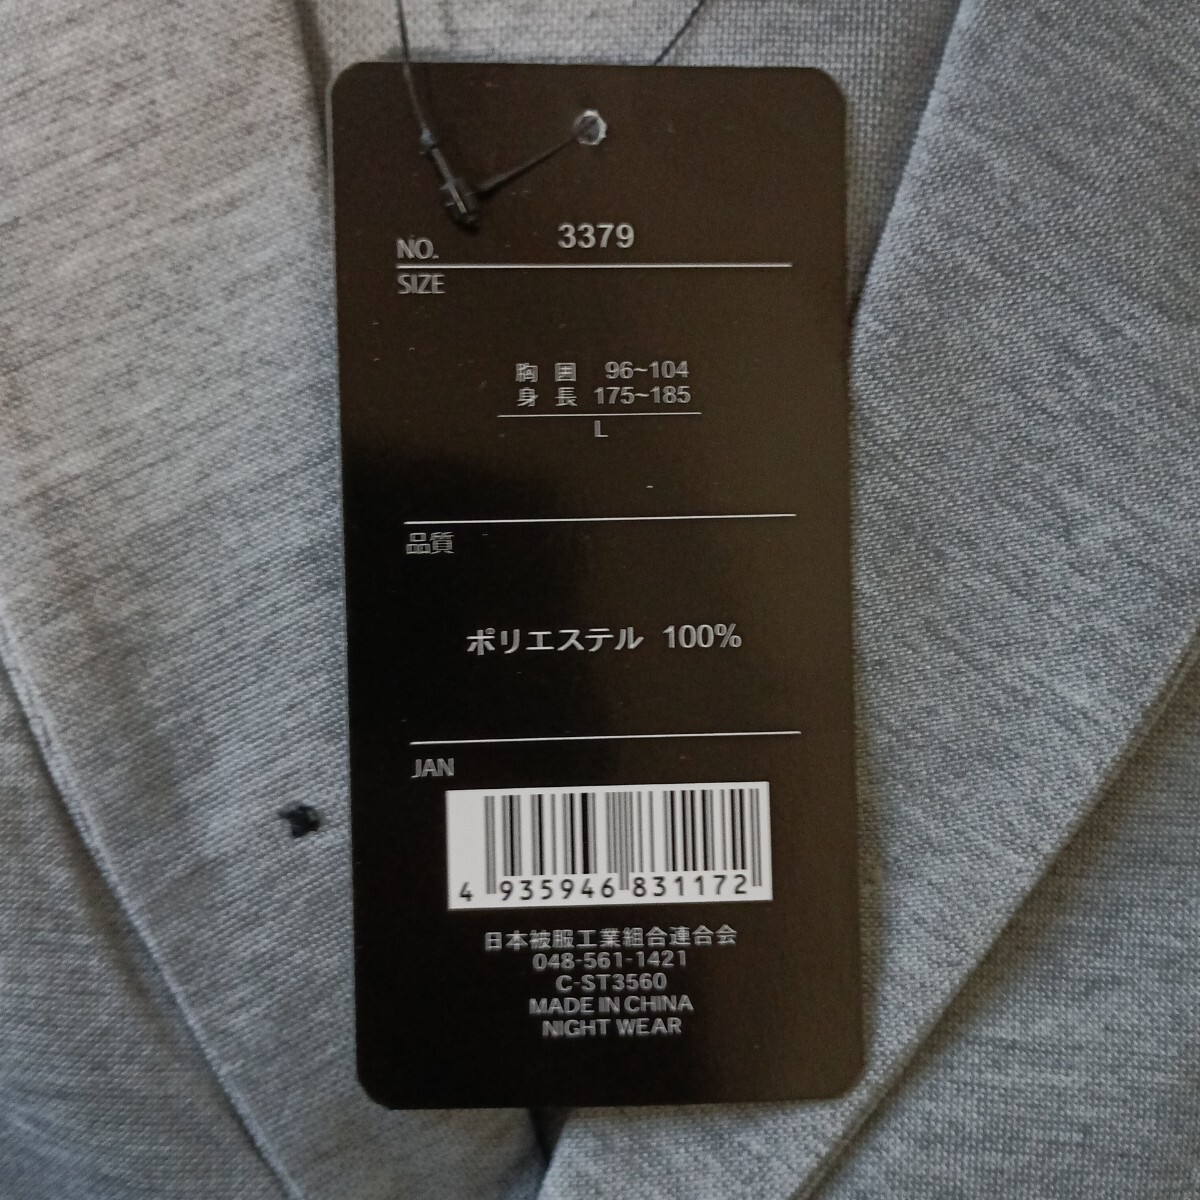 NO. 3379
SIZE
胸囲 96~104
身長 175~185
L
品質
ポリエステル 100%
JAN
4 935946 831172
日本被服工業組合連合会
048-561-1421
C-ST3560
MADE IN CHINA
NIGHT WEAR